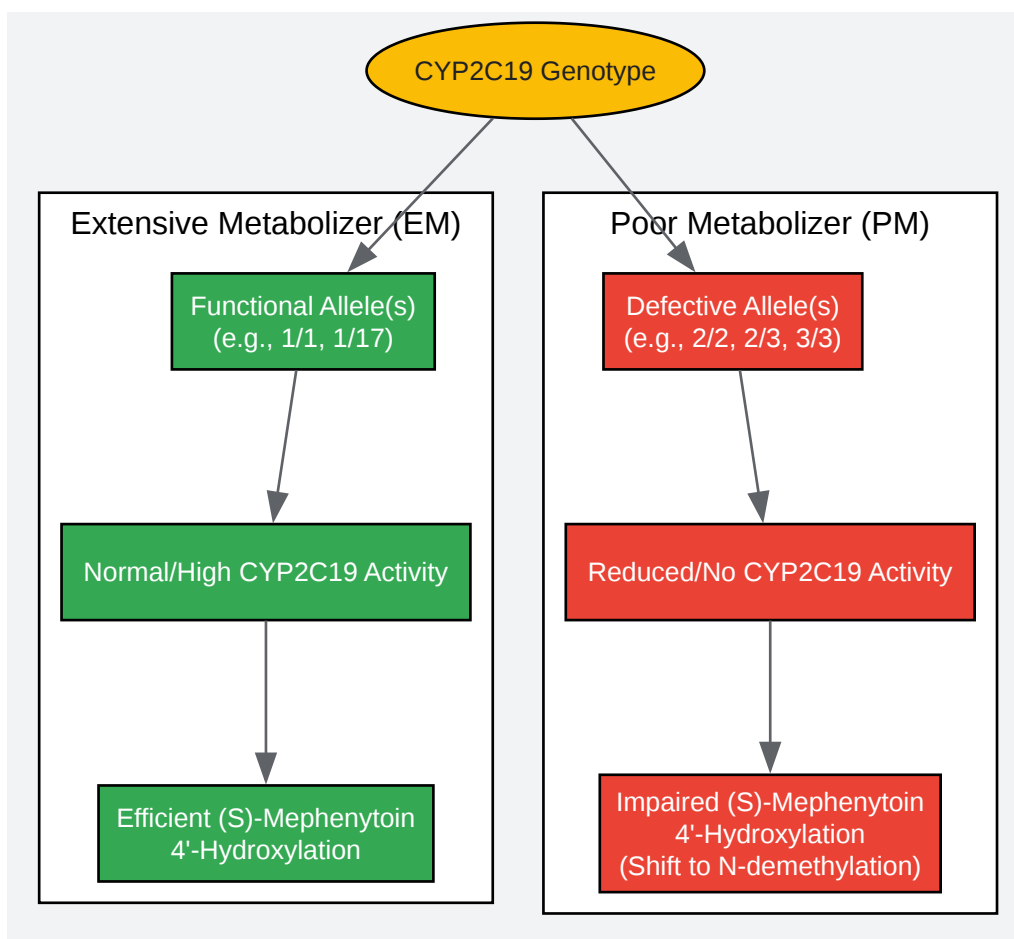 CYP2C19 Genotype
Extensive Metabolizer (EM)
Functional Allele(s)
(e.g., 1/1, 1/17)
Normal/High CYP2C19 Activity
Efficient (S)-Mephenytoin
4'-Hydroxylation
Poor Metabolizer (PM)
Defective Allele(s)
(e.g., 2/2, 2/3, 3/3)
Reduced/No CYP2C19 Activity
Impaired (S)-Mephenytoin
4'-Hydroxylation
(Shift to N-demethylation)